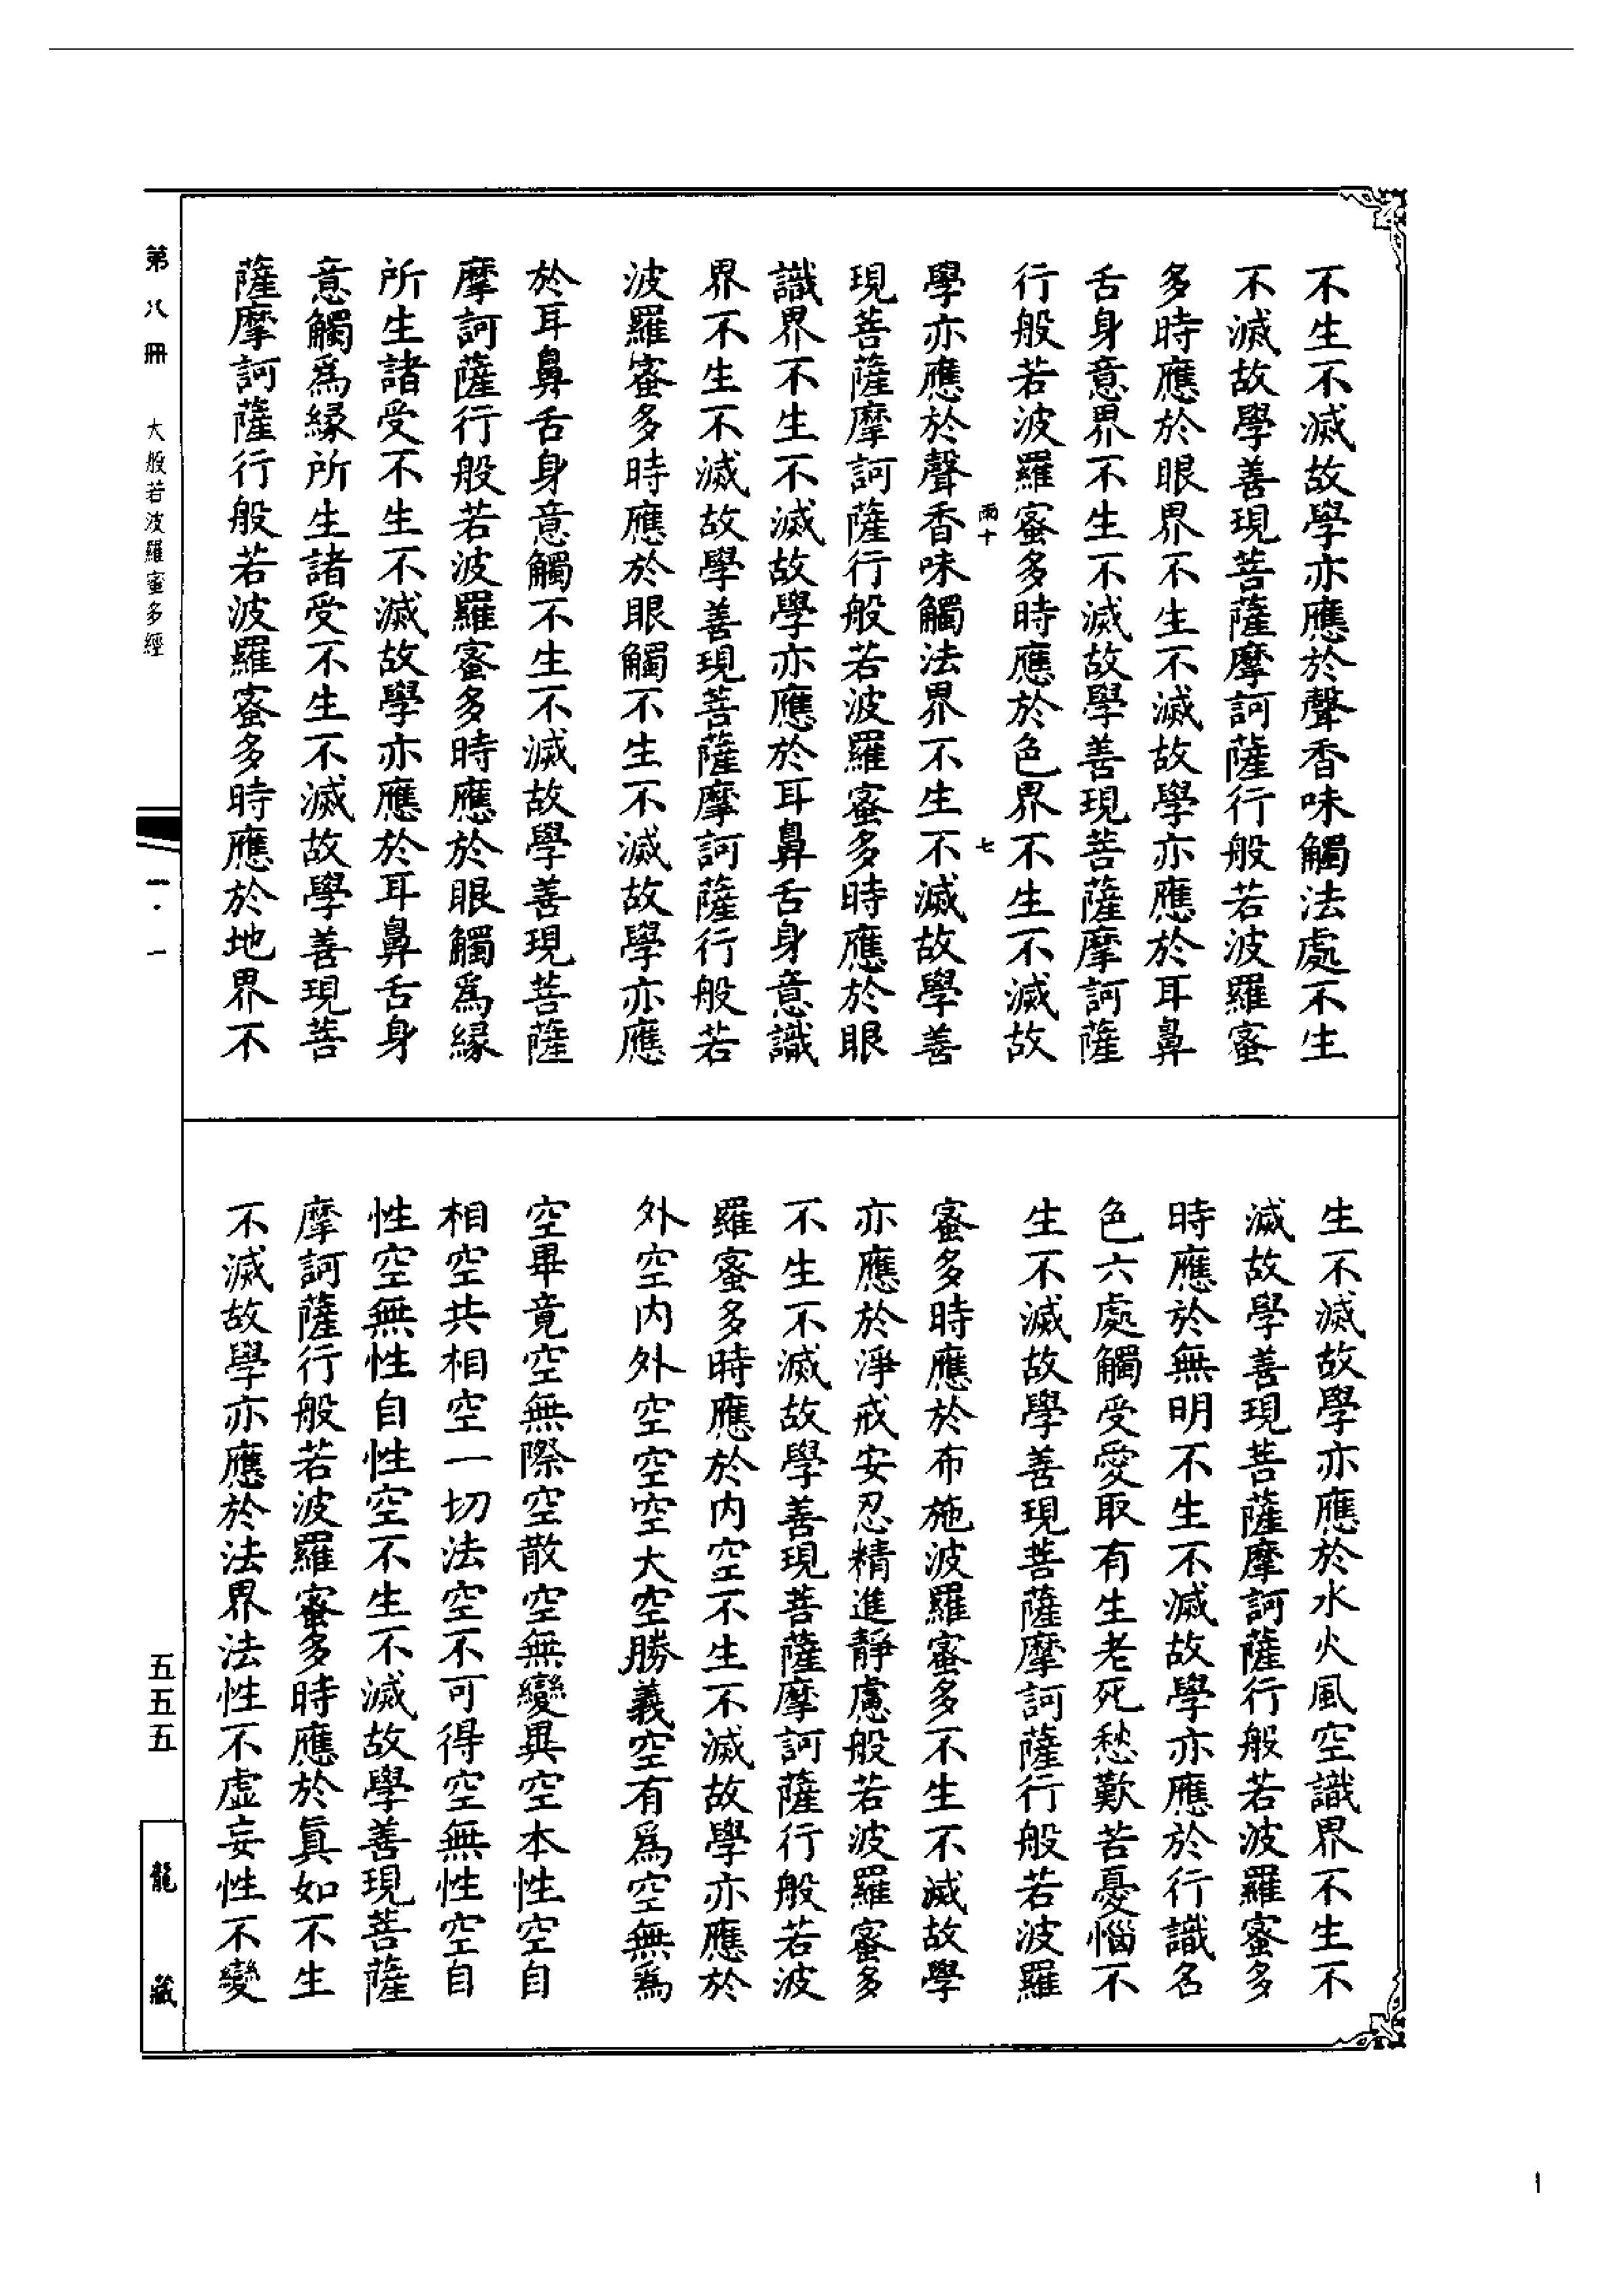 不生不滅故學亦應於聲香味觸法處不生
不滅故學善現菩薩摩訶薩行般若波羅蜜
多時應於眼界不生不滅故學亦應於耳鼻
舌身意界不生不滅故學善現菩薩摩訶薩
行般若波羅蜜多時應於色界不生不滅故
雨十 七
學亦應於聲香味觸法界不生不滅故學善
現菩薩摩訶薩行般若波羅蜜多時應於眼
識界不生不滅故學亦應於耳鼻舌身意識
界不生不滅故學善現菩薩摩訶薩行般若
波羅蜜多時應於眼觸不生不滅故學亦應
於耳鼻舌身意觸不生不滅故學善現菩薩
摩訶薩行般若波羅蜜多時應於眼觸爲緣
所生諸受不生不滅故學亦應於耳鼻舌身
意觸爲緣所生諸受不生不滅故學善現菩
薩摩訶薩行般若波羅蜜多時應於地界不
生不滅故學亦應於水火風空識界不生不
滅故學善現菩薩摩訶薩行般若波羅蜜多
時應於無明不生不滅故學亦應於行識名
色六處觸受愛取有生老死愁歎苦憂惱不
生不滅故學善現菩薩摩訶薩行般若波羅
蜜多時應於布施波羅蜜多不生不滅故學
亦應於淨戒安忍精進靜慮般若波羅蜜多
不生不滅故學善現菩薩摩訶薩行般若波
羅蜜多時應於内空不生不滅故學亦應於
外空内外空空空大空勝義空有爲空無爲
空畢竟空無際空散空無變異空本性空自
相空共相空一切法空不可得空無性空自
性空無性自性空不生不滅故學善現菩薩
摩訶薩行般若波羅蜜多時應於眞如不生
不滅故學亦應於法界法性不虛妄性不變
第八冊 大般若波羅蜜多經 一·一 五五五 龍藏
1